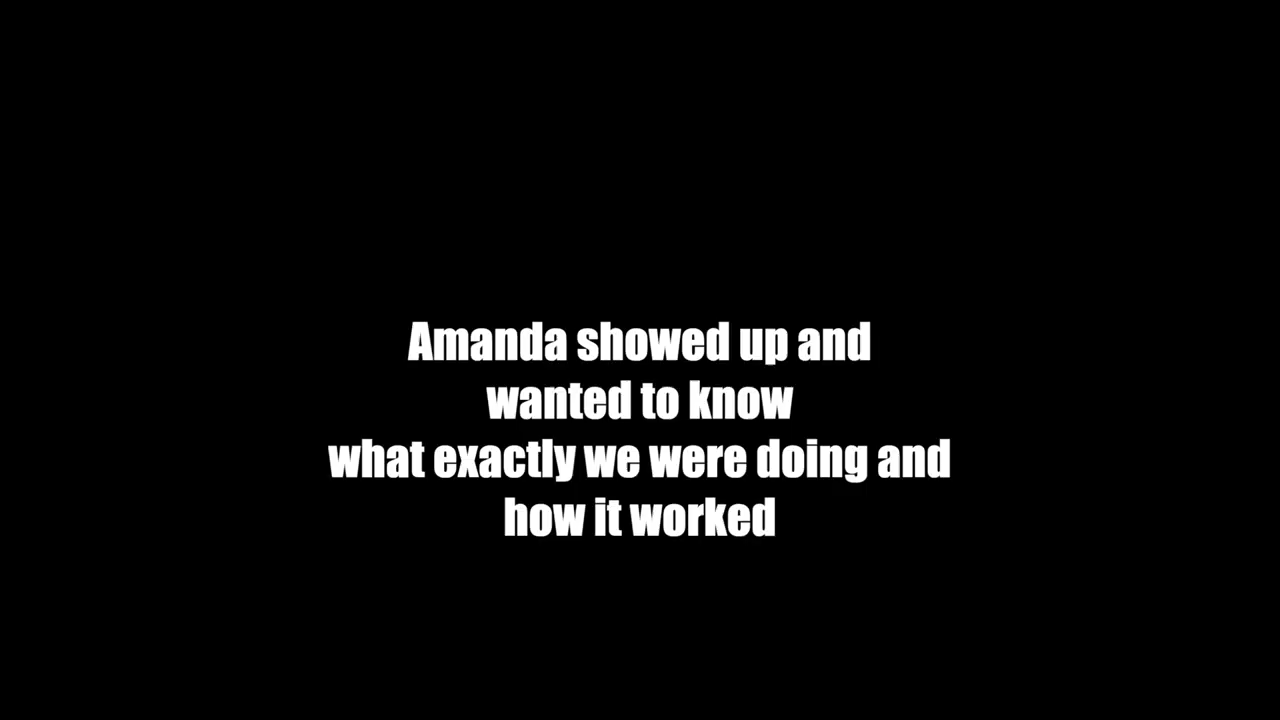 Amanda showed up and
wanted to know
what exactly we were doing and
how it worked